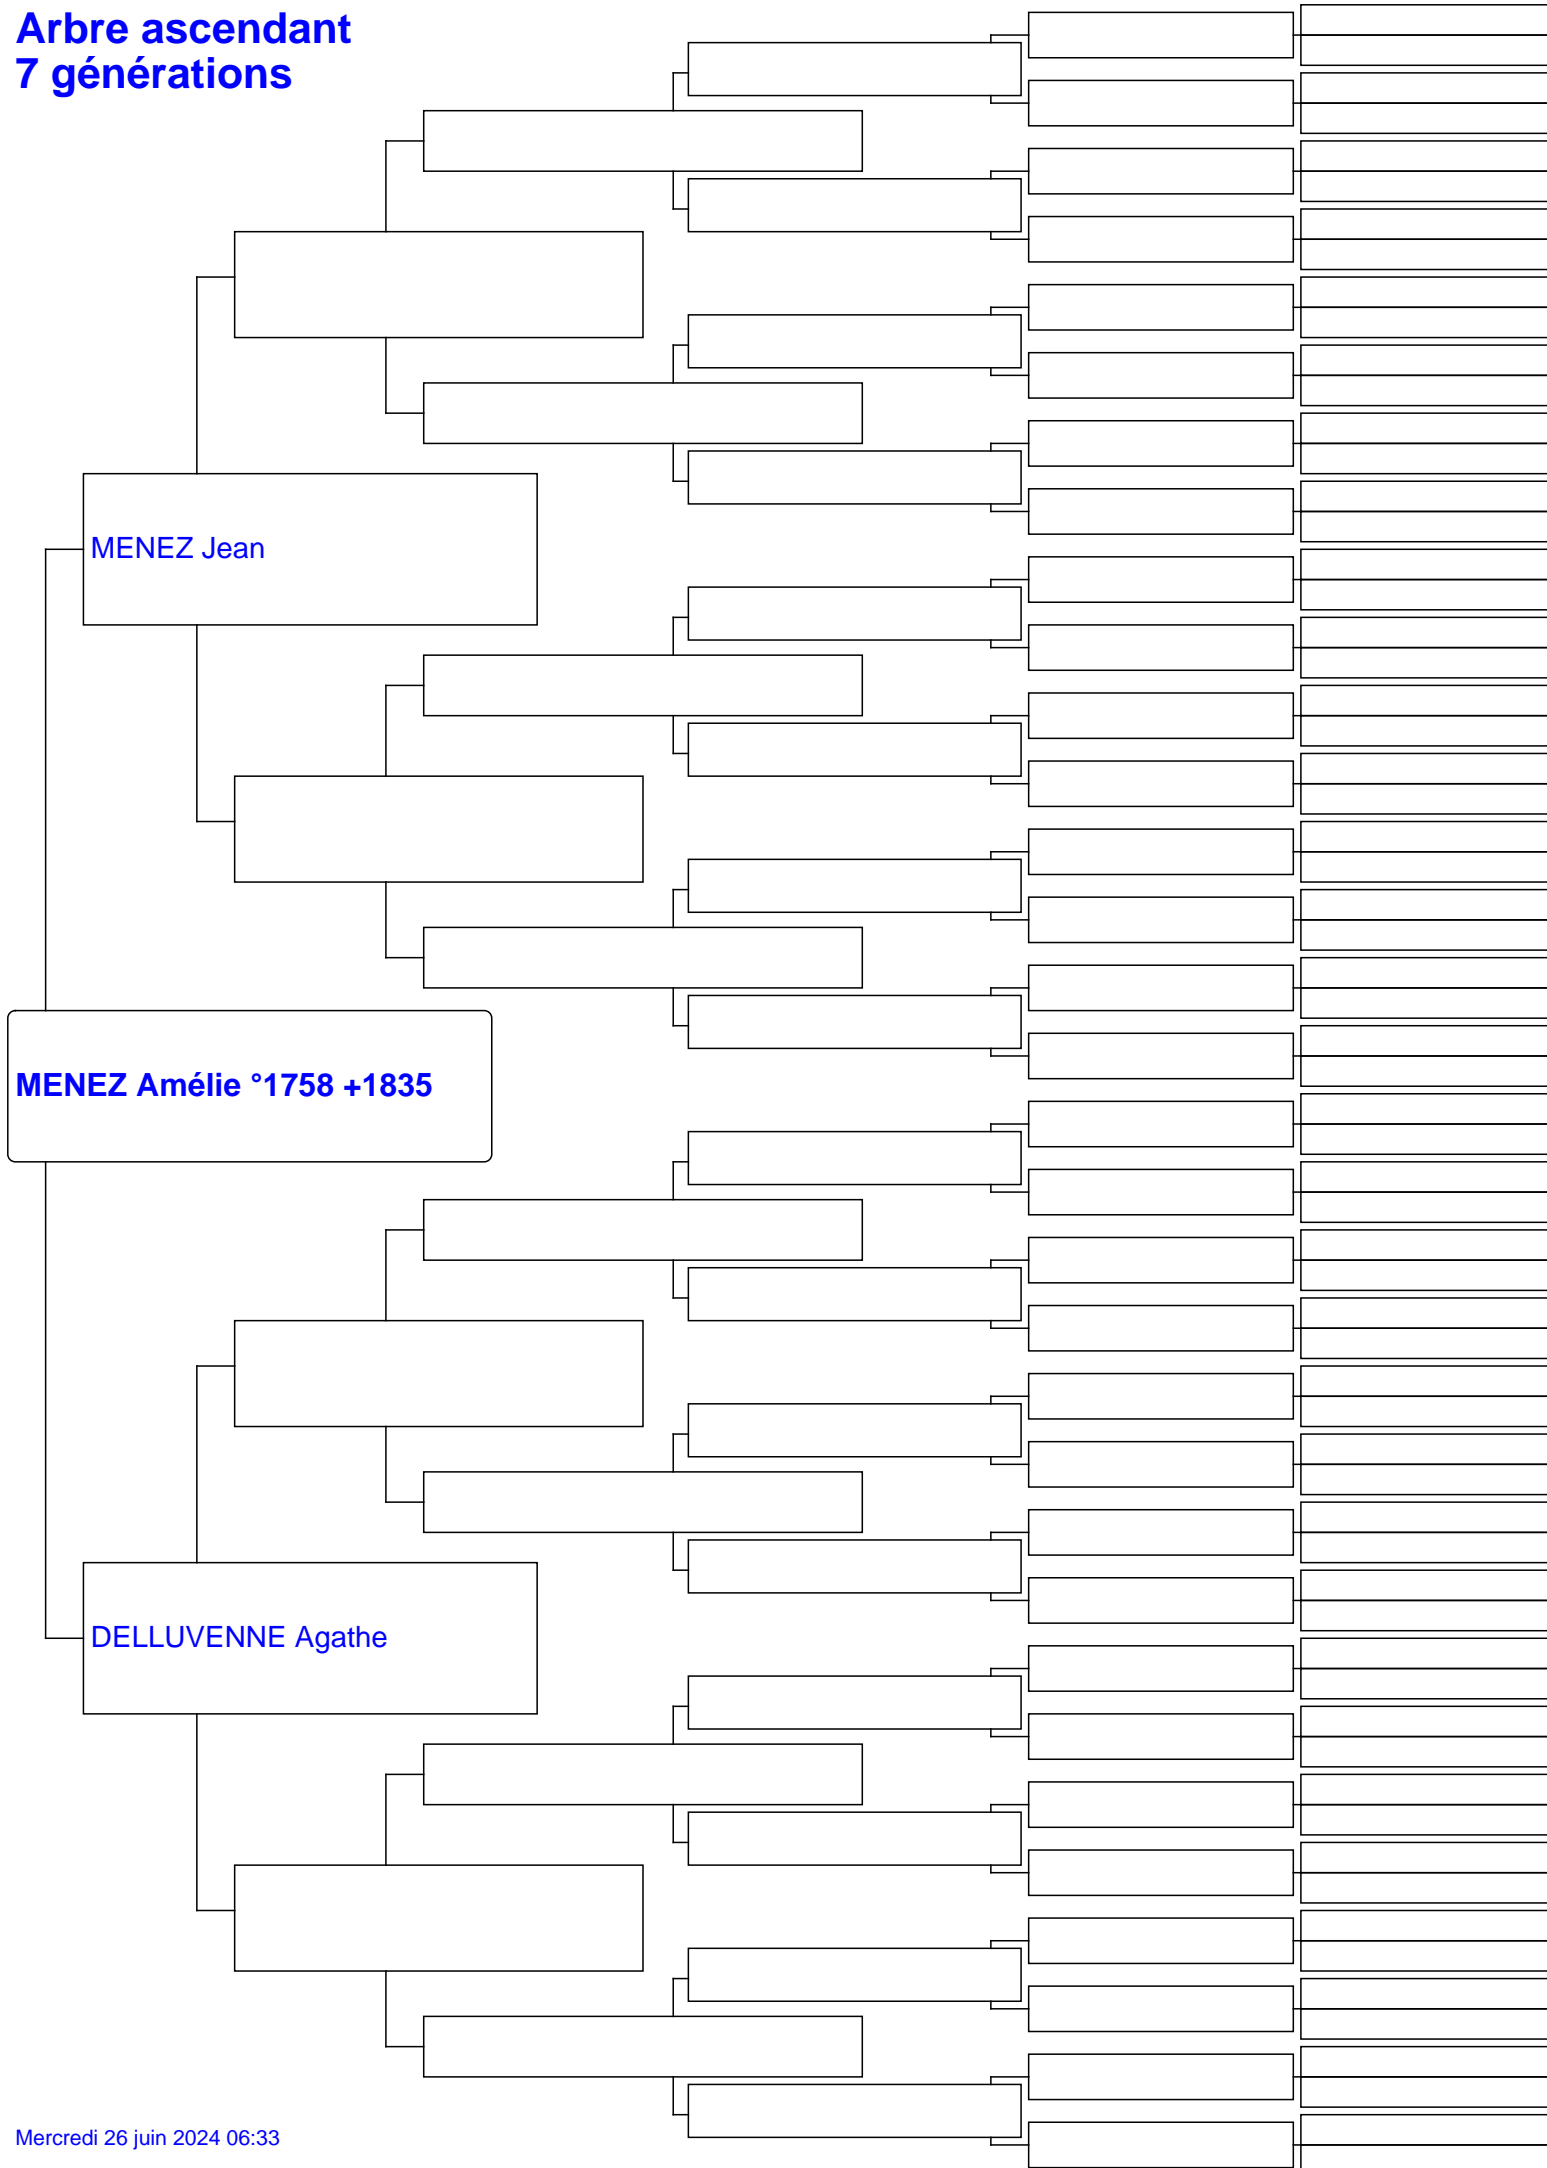 Arbre ascendant
7 générations
MENEZ Jean
MENEZ Amélie °1758 +1835
DELLUVENNE Agathe
Mercredi 26 juin 2024 06:33